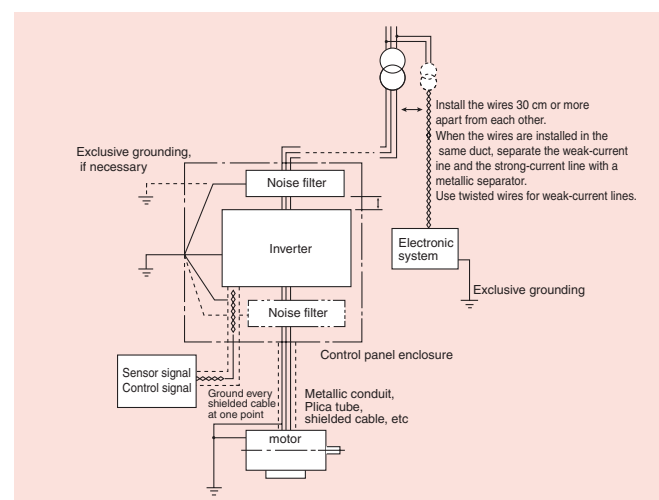 Install the wires 30 cm or more
apart from each other.
When the wires are installed in the
same duct, separate the weak-current
ine and the strong-current line with a
metallic separator.
Use twisted wires for weak-current lines.
Exclusive grounding,
if necessary
Noise filter
Inverter
Electronic
system
Exclusive grounding
Noise filter
Control panel enclosure
Sensor signal
Control signal
Ground every
shielded cable
at one point
Metallic conduit,
Plica tube,
shielded cable, etc
motor